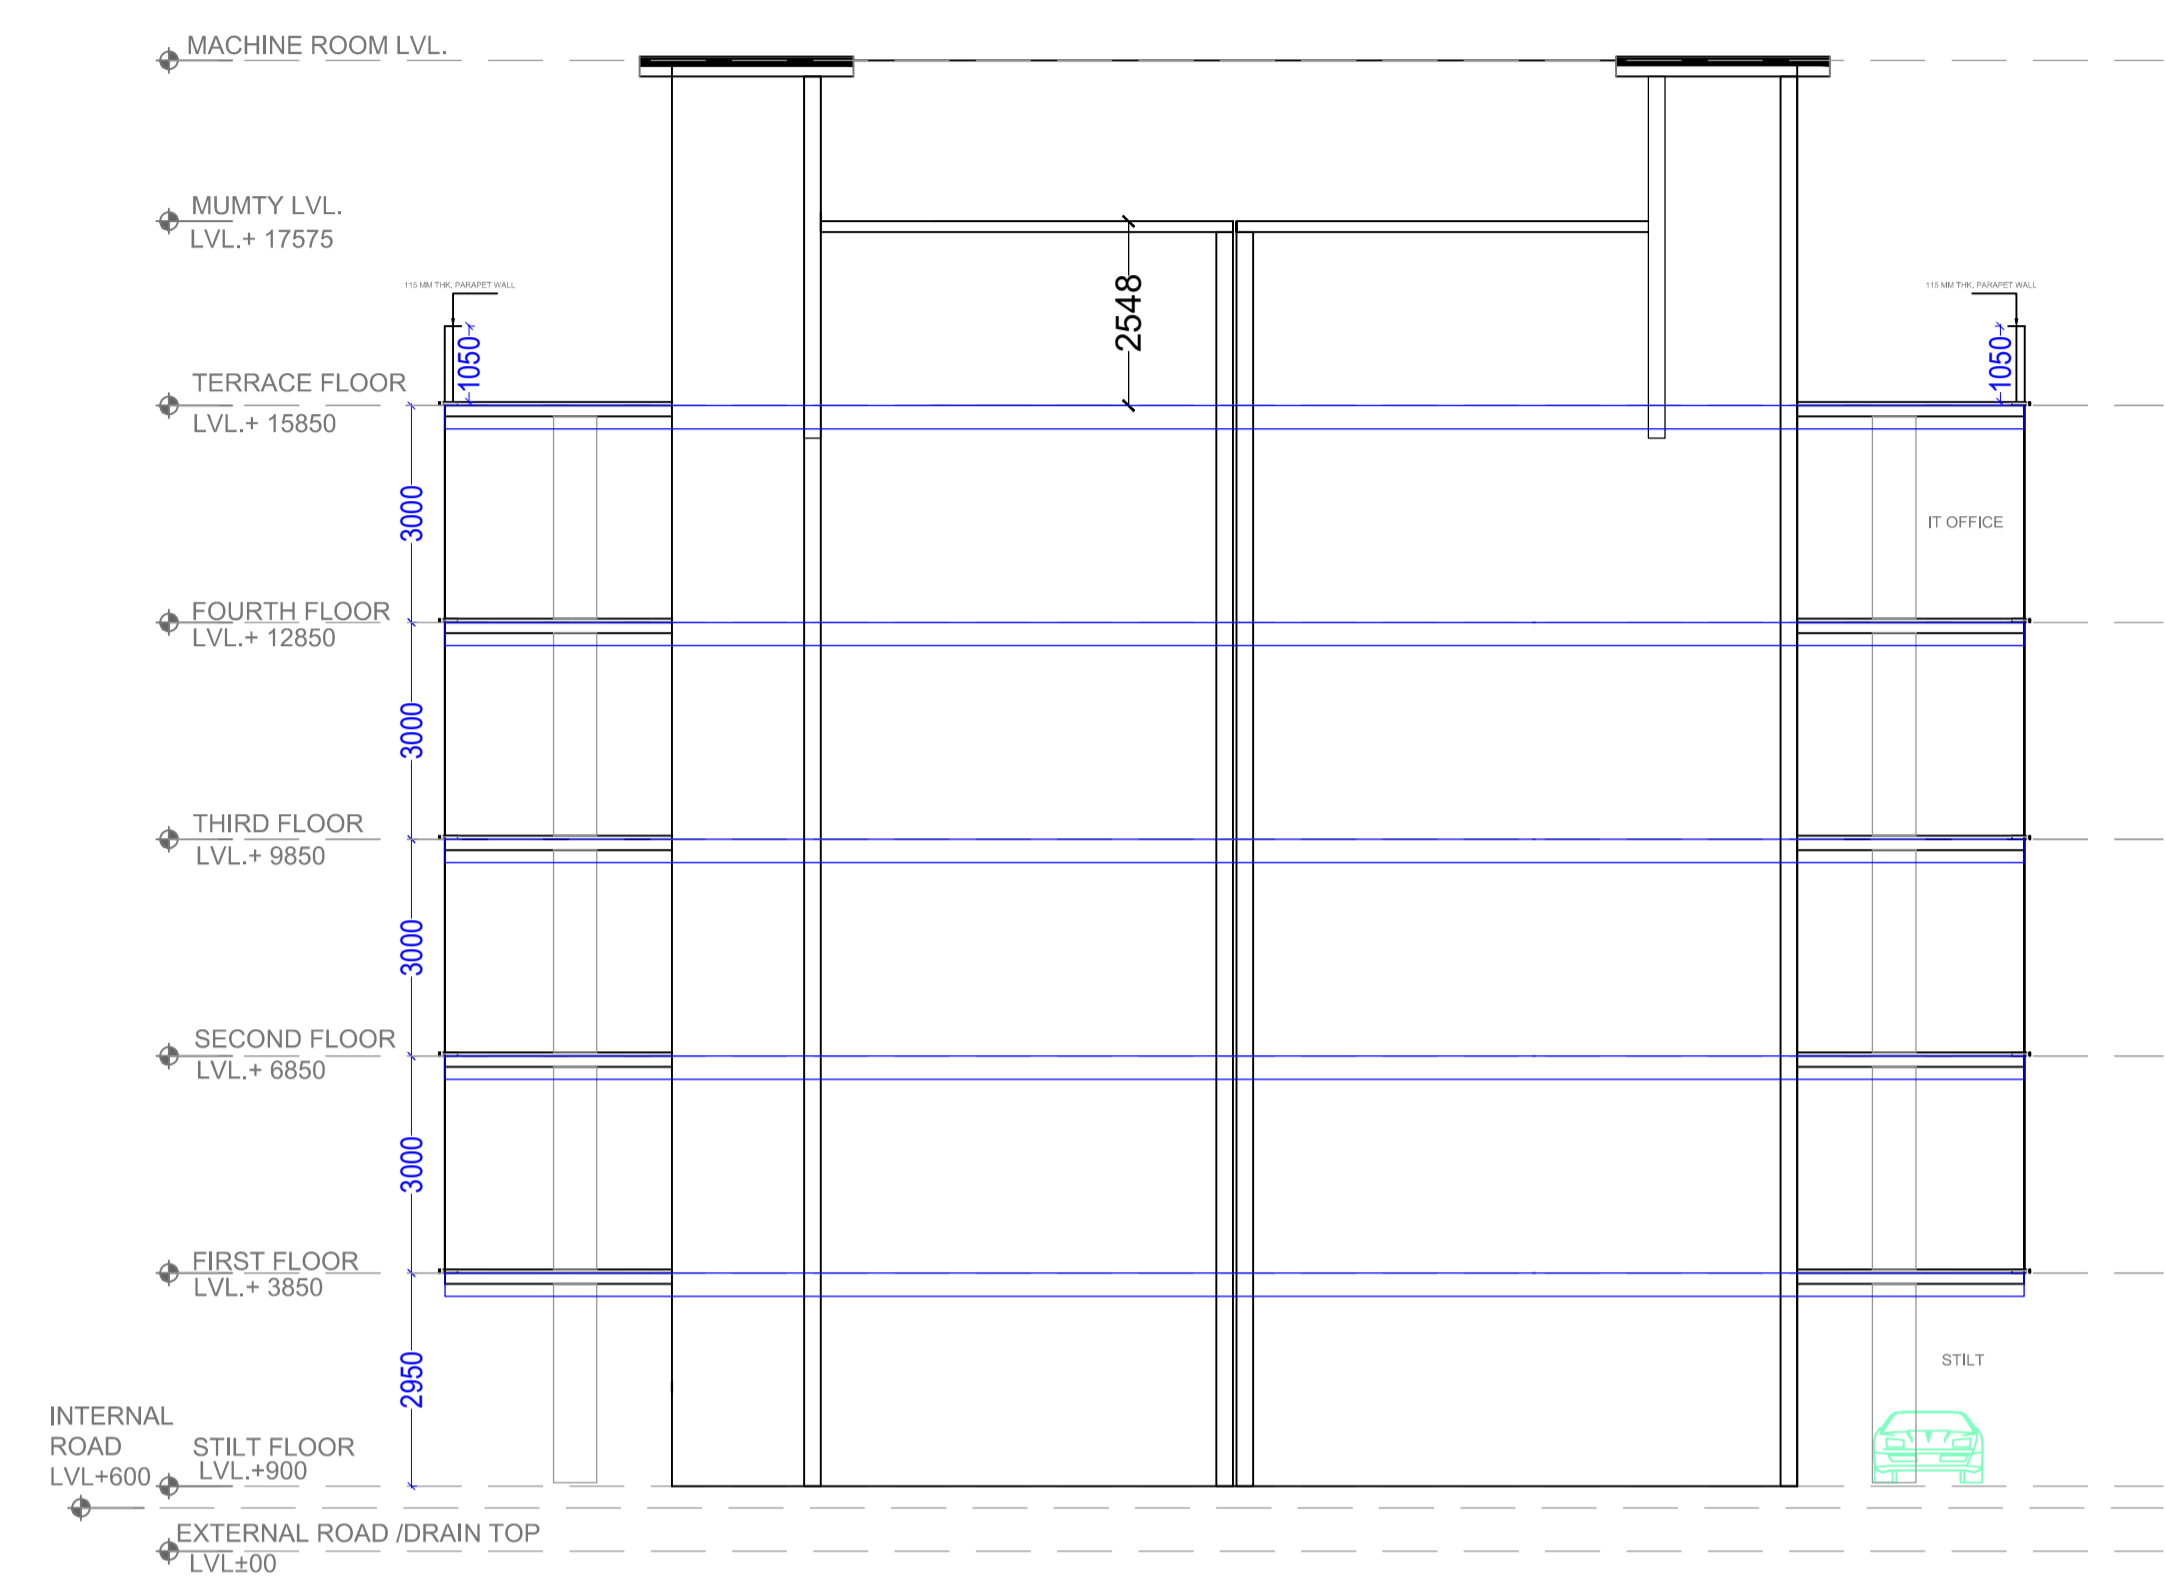 MACHINE ROOM LVL.
MUMTY LVL.
LVL.+ 17575
2548
115 MM THK. PARAPET WALL
115 MM THK. PARAPET WALL
1050
1050
TERRACE FLOOR
LVL.+ 15850
3000
IT OFFICE
FOURTH FLOOR
LVL.+ 12850
3000
THIRD FLOOR
LVL.+ 9850
3000
SECOND FLOOR
LVL.+ 6850
3000
FIRST FLOOR
LVL.+ 3850
2950
STILT
INTERNAL
ROAD
LVL+600
STILT FLOOR
LVL.+900
EXTERNAL ROAD /DRAIN TOP
LVL±00